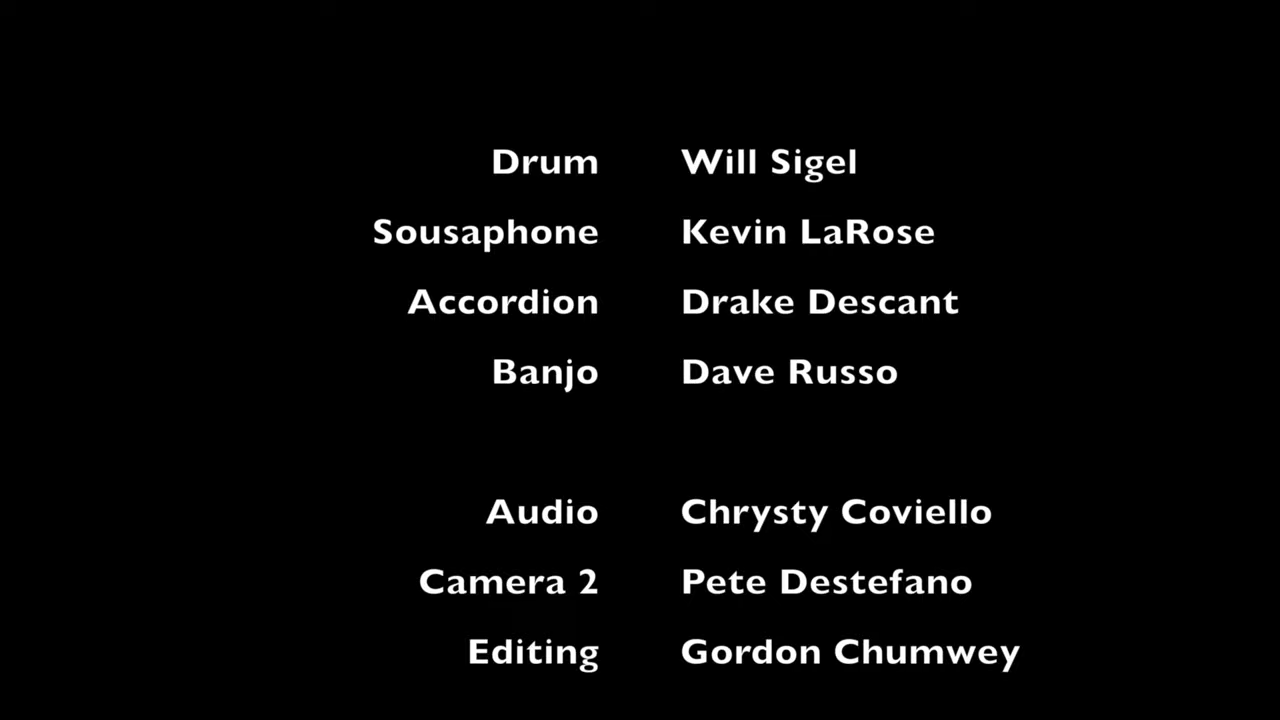 Drum Will Sigel
Sousaphone Kevin LaRose
Accordion Drake Descant
Banjo Dave Russo
Audio Chrysty Coviello
Camera 2 Pete Destefano
Editing Gordon Chumwey